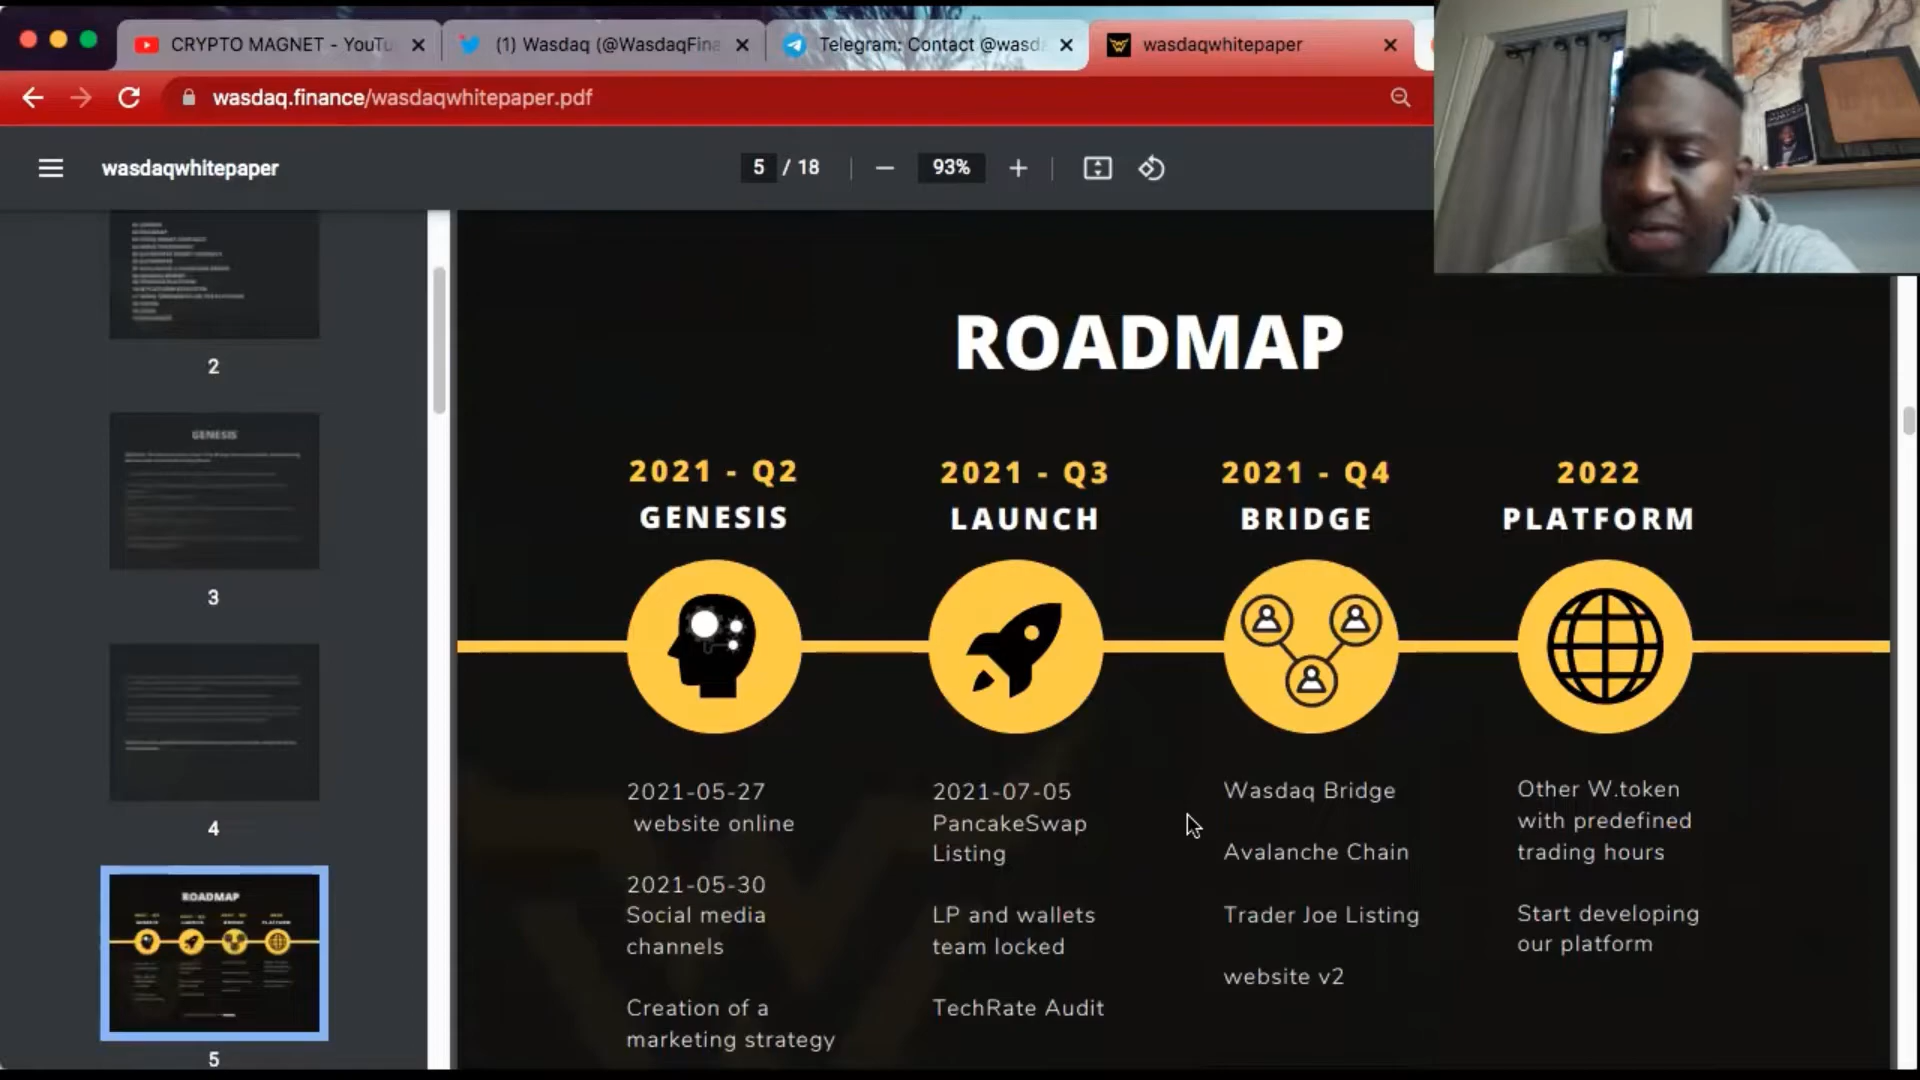 CRYPTO MAGNET - YouTu
(1) Wasdaq (@WasdaqFina
Telegram: Contact @wasd
wasdaqwhitepaper
wasdaq.finance/wasdaqwhitepaper.pdf
wasdaqwhitepaper
5 / 18
93%
2
GENESIS
3
4
ROADMAP
5
ROADMAP
2021 - Q2
GENESIS
2021 - Q3
LAUNCH
2021 - Q4
BRIDGE
2022
PLATFORM
2021-05-27
website online
2021-05-30
Social media
channels
Creation of a
marketing strategy
2021-07-05
PancakeSwap
Listing
LP and wallets
team locked
TechRate Audit
Wasdaq Bridge
Avalanche Chain
Trader Joe Listing
website v2
Other W.token
with predefined
trading hours
Start developing
our platform